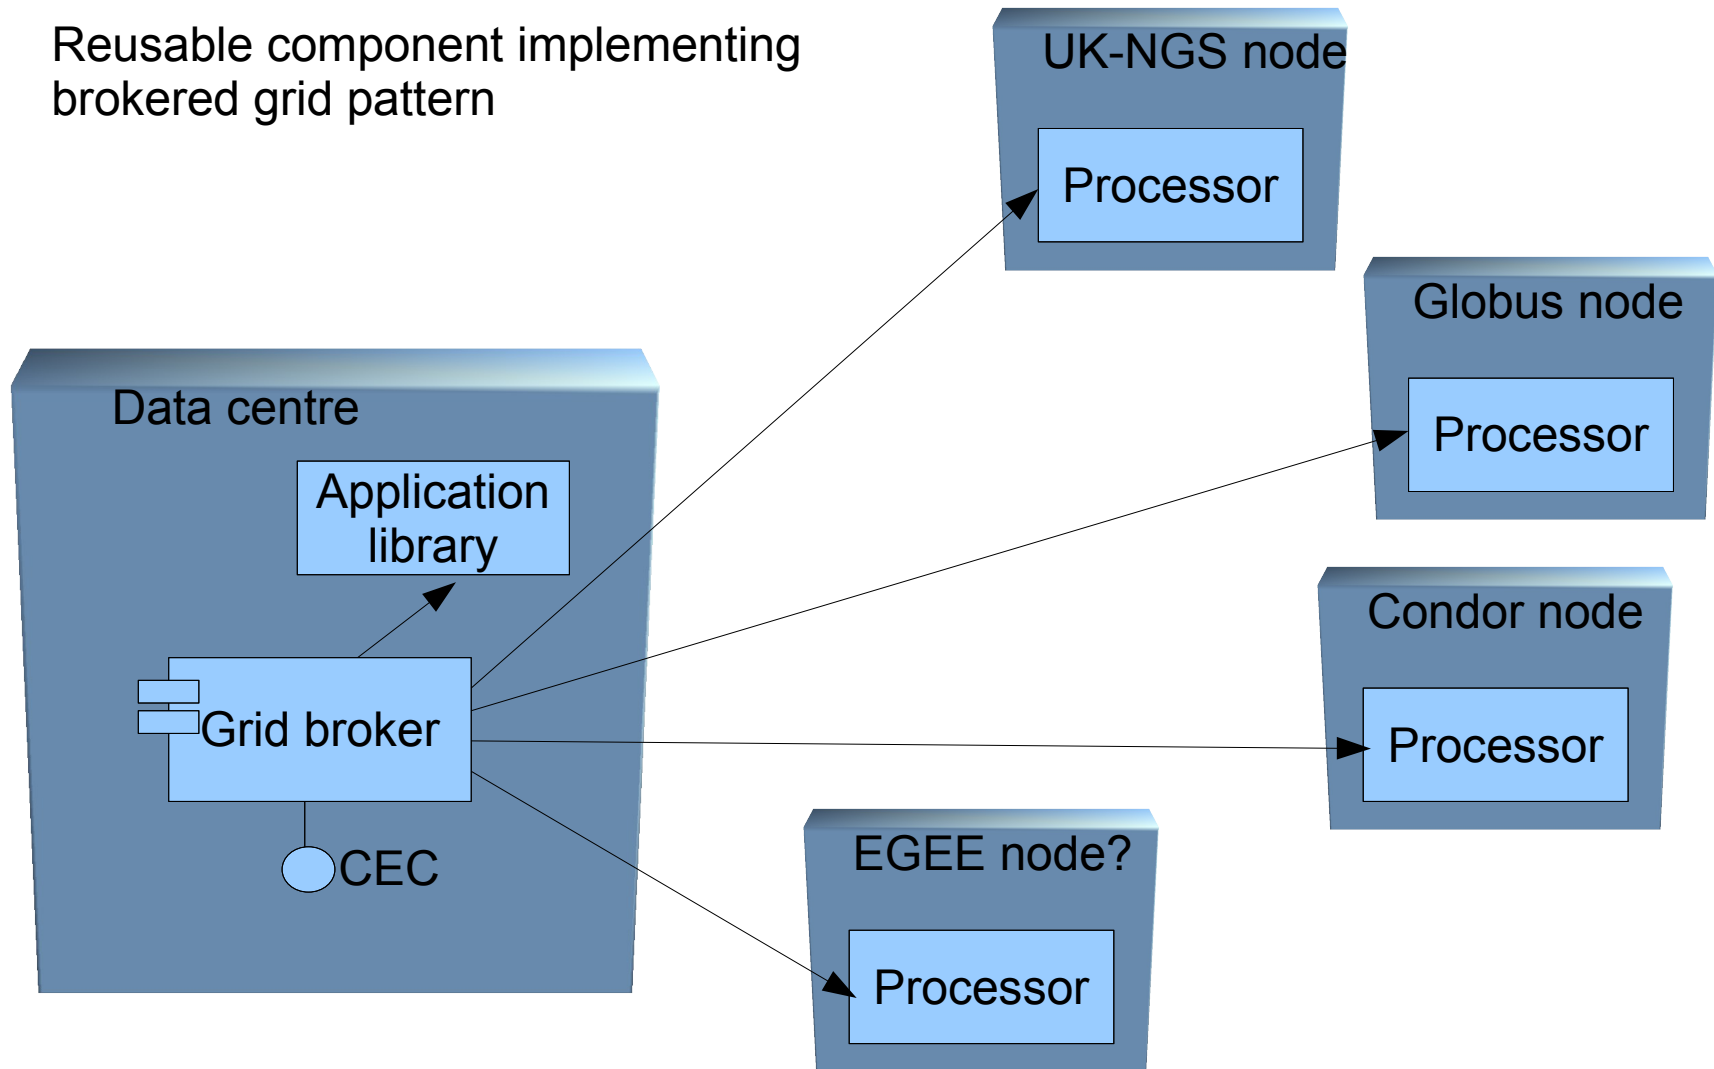 Reusable component implementing
brokered grid pattern
UK-NGS node
Processor
Globus node
Processor
Data centre
Application
library
Condor node
Processor
Grid broker
CEC
EGEE node?
Processor